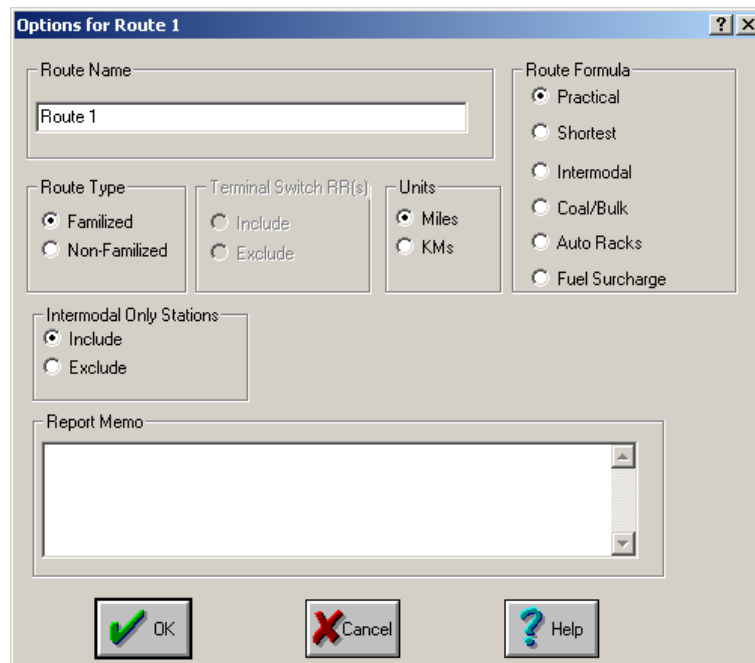 Options for Route 1
Route Name
Route 1
Route Formula
Practical
Shortest
Intermodal
Coal/Bulk
Auto Racks
Fuel Surcharge
Route Type
Familized
Non-Familized
Terminal Switch RR(s)
Include
Exclude
Units
Miles
KMs
Intermodal Only Stations
Include
Exclude
Report Memo
OK
Cancel
Help